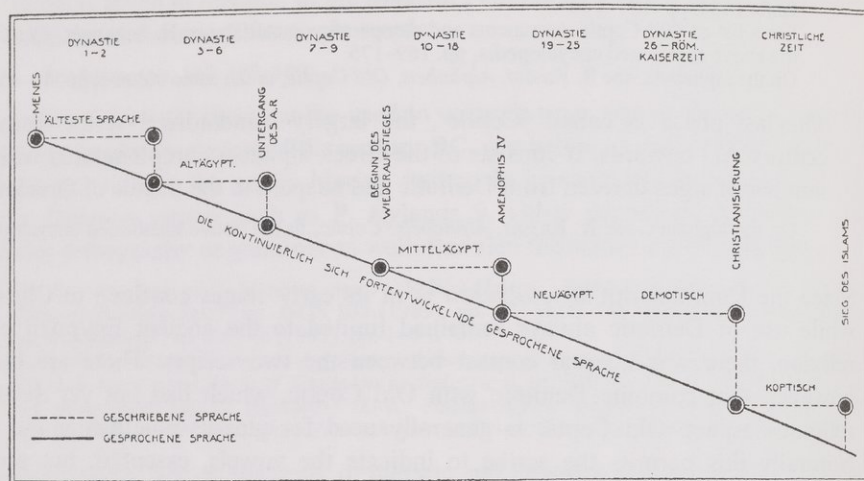 DYNASTIE
1-2
DYNASTIE
3-6
DYNASTIE
7-9
DYNASTIE
10-18
DYNASTIE
19-25
DYNASTIE
26-RÖM.
KAISERZEIT
CHRISTLICHE
ZEIT
MENES
ÄLTESTE SPRACHE
ALTÄGYPT.
UNTERGANG
DES A.R
BEGINN DES
WIEDERAUFSTIEGES
MITTELÄGYPT.
AMENOPHIS IV
NEUÄGYPT.
DEMOTISCH
CHRISTIANISIERUNG
KOPTISCH
SIEG DES ISLAMS
DIE KONTINUIERLICH SICH FORTENTWICKELNDE GESPROCHENE SPRACHE
GESCHRIEBENE SPRACHE
GESPROCHENE SPRACHE